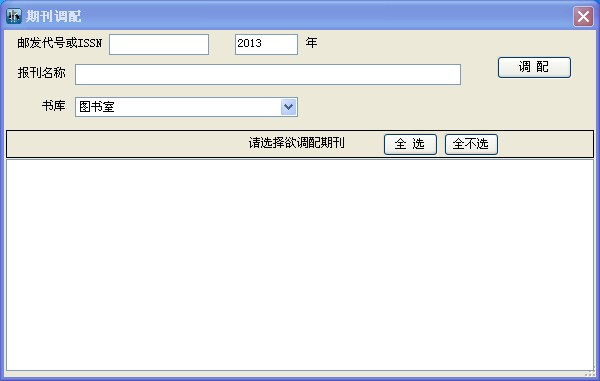 期刊调配
邮发代号或ISSN 2013 年
报刊名称 调 配
书库 图书室
请选择欲调配期刊 全 选 全不选